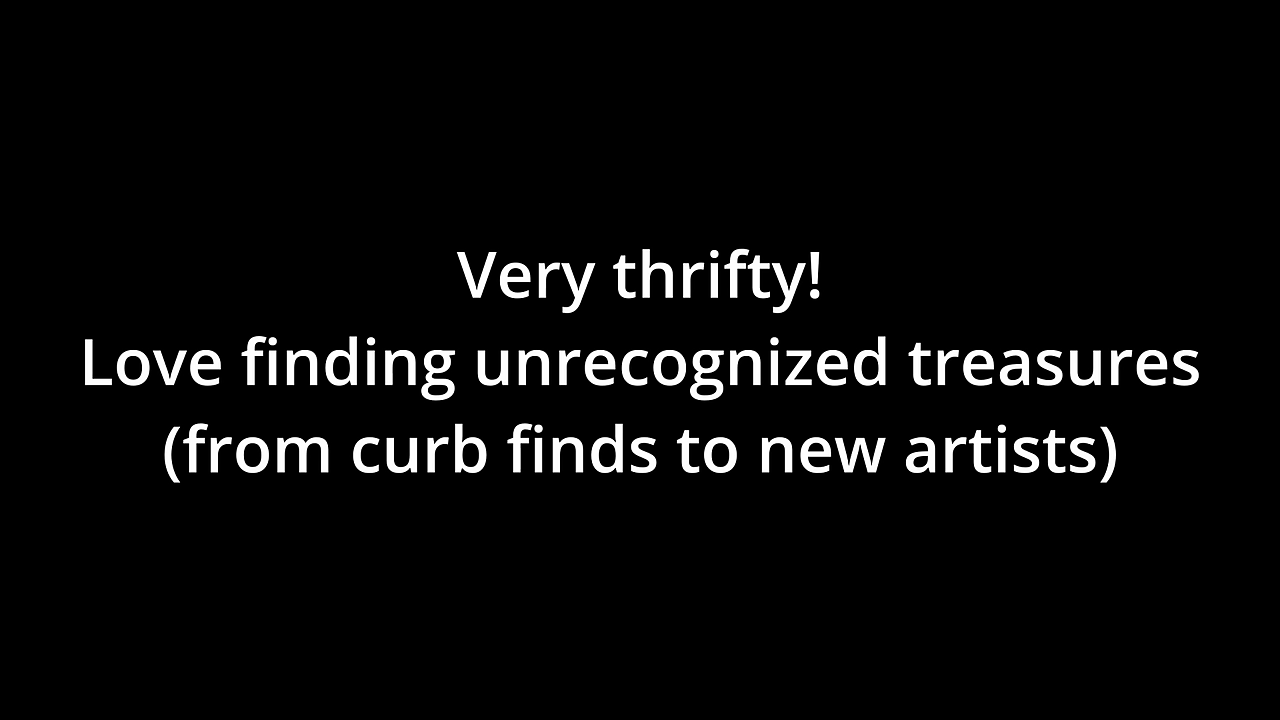 Very thrifty!
Love finding unrecognized treasures
(from curb finds to new artists)